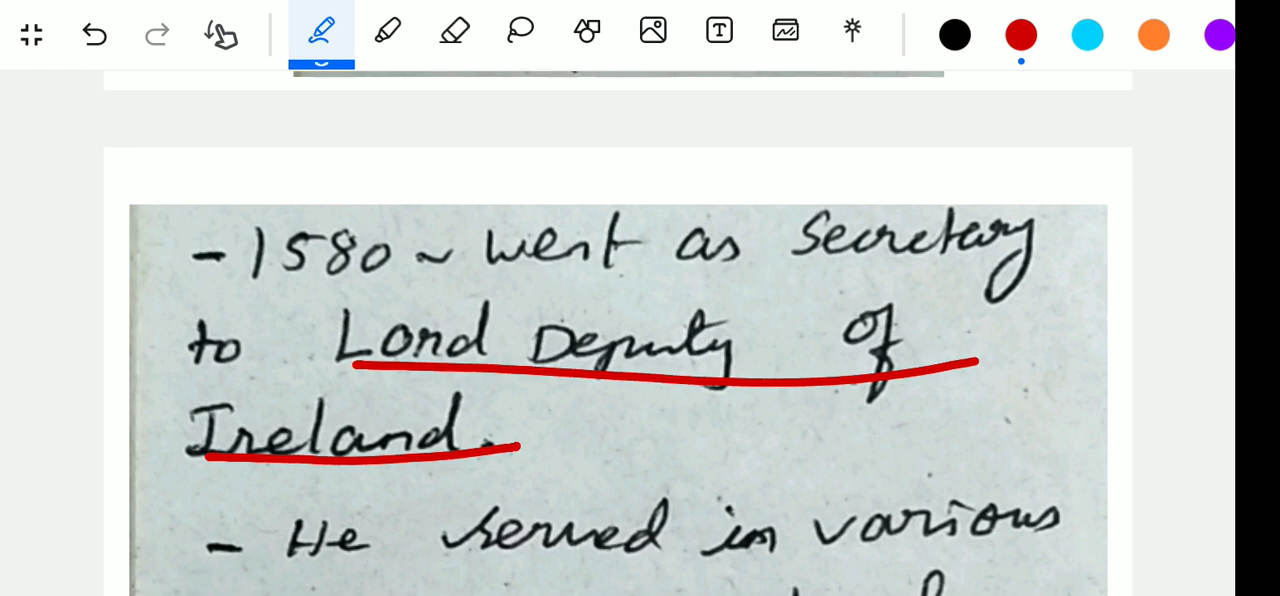 - 1580 ~ went as secretary
to Lord Deputy of
Ireland.
- He served in various